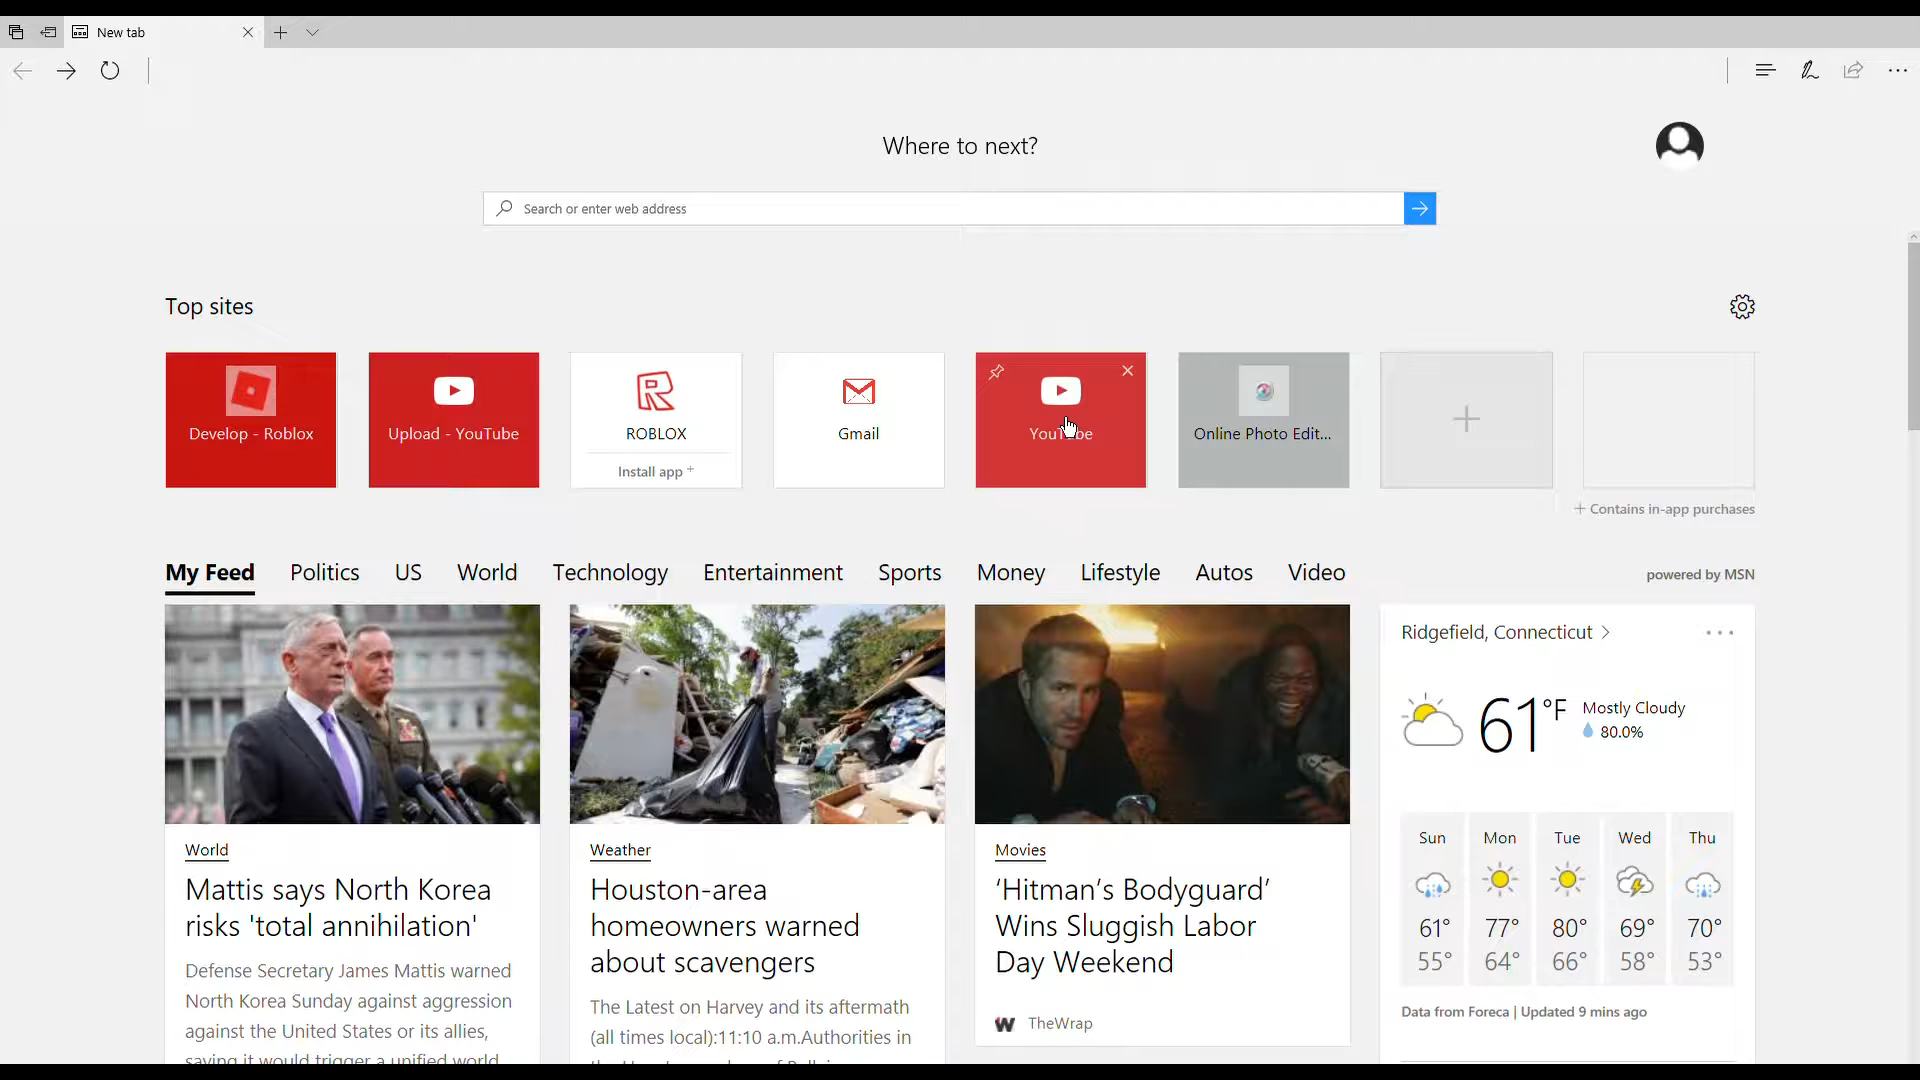 New tab
Where to next?
Search or enter web address
Top sites
Develop - Roblox
Upload - YouTube
ROBLOX
Install app +
Gmail
YouTube
Online Photo Edit...
+ Contains in-app purchases
My Feed Politics US World Technology Entertainment Sports Money Lifestyle Autos Video
powered by MSN
World
Mattis says North Korea
risks 'total annihilation'
Defense Secretary James Mattis warned
North Korea Sunday against aggression
against the United States or its allies,
saying it would trigger a unified world
Weather
Houston-area
homeowners warned
about scavengers
The Latest on Harvey and its aftermath
(all times local):11:10 a.m.Authorities in
Movies
‘Hitman’s Bodyguard’
Wins Sluggish Labor
Day Weekend
TheWrap
Ridgefield, Connecticut
61°F
Mostly Cloudy
80.0%
Sun Mon Tue Wed Thu
61° 77° 80° 69° 70°
55° 64° 66° 58° 53°
Data from Foreca | Updated 9 mins ago